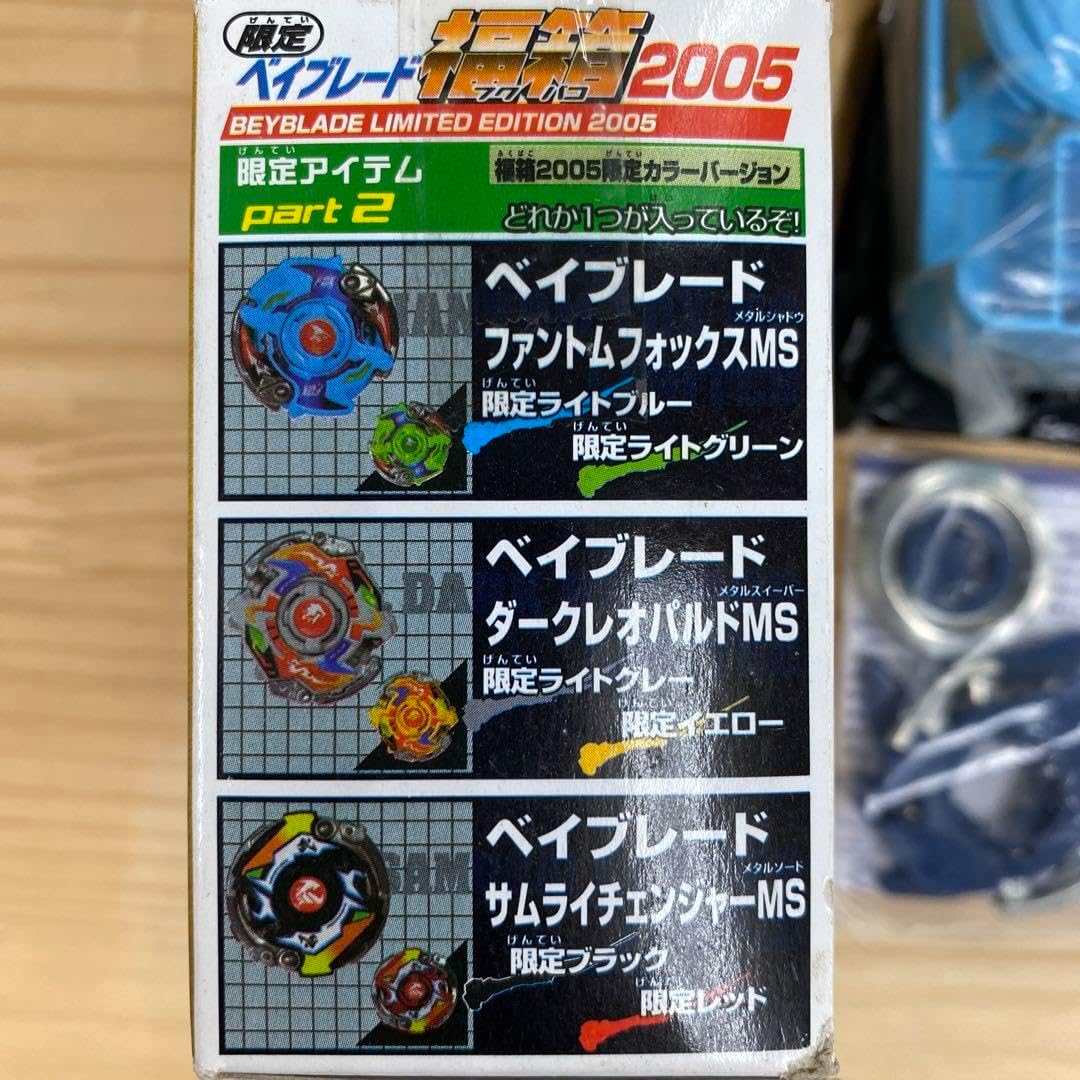 げんてい
限定
ベイブレード福箱2005
フクバコ
BEYBLADE LIMITED EDITION 2005
げんてい
限定アイテム
part 2
ふくばこ げんてい
福箱2005限定カラーバージョン
はい
どれか1つが入っているぞ!
ベイブレード
メタルシャドウ
ファントムフォックスMS
げんてい
限定ライトブルー
げんてい
限定ライトグリーン
ベイブレード
メタルスイーパー
ダークレオパルドMS
げんてい
限定ライトグレー
げんてい
限定イエロー
ベイブレード
メタルソード
サムライチェンジャーMS
げんてい
限定ブラック
げんてい
限定レッド